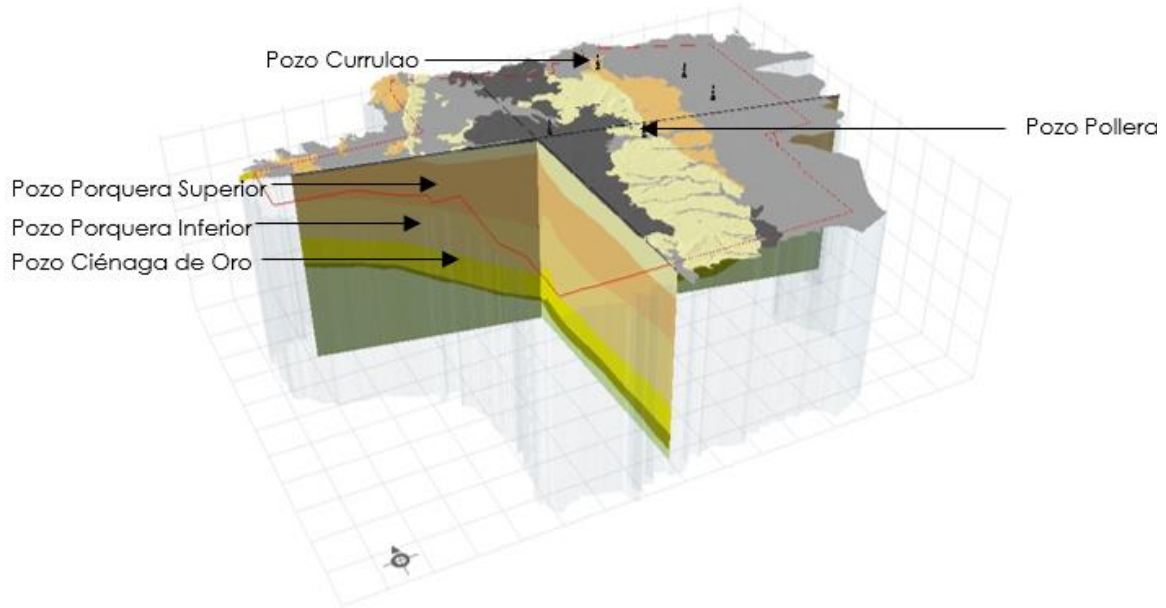 Pozo Currulao
Pozo Pollera
Pozo Porquera Superior
Pozo Porquera Inferior
Pozo Ciénaga de Oro